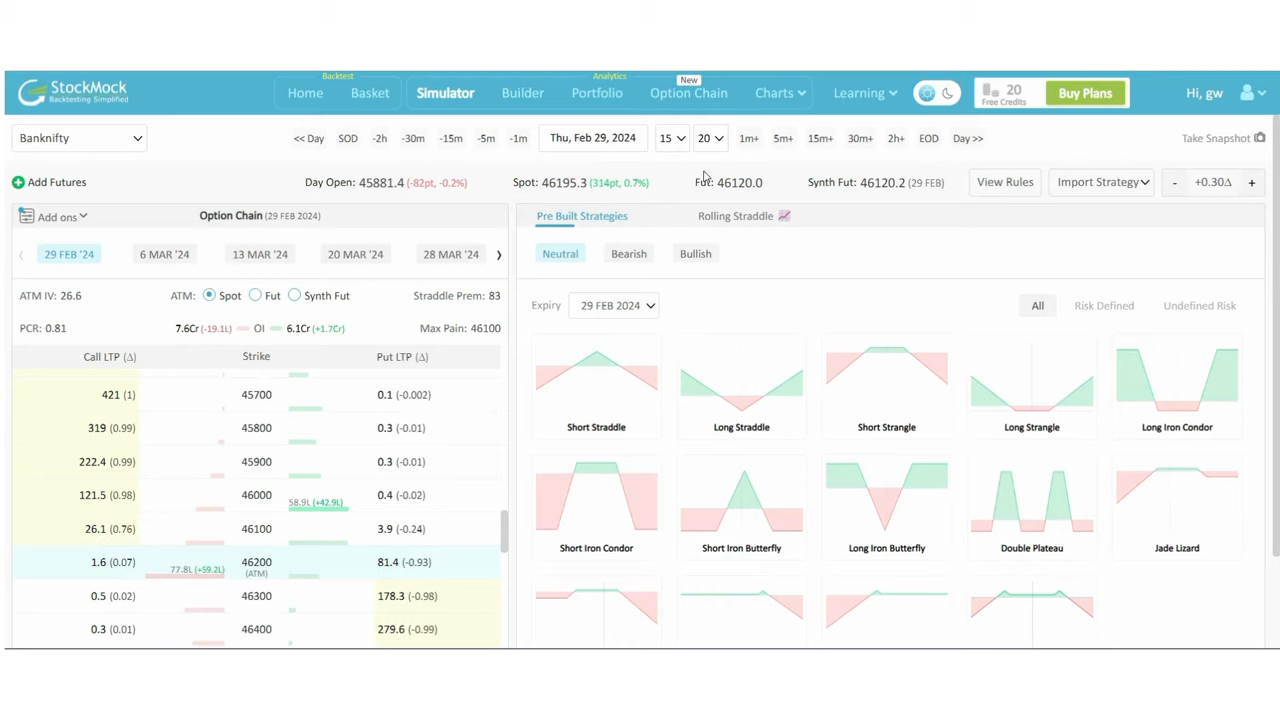 StockMock
Backtesting Simplified
Backtest
Home Basket Simulator Builder
Analytics
Portfolio
New
Option Chain Charts Learning
20
Free Credits
Buy Plans
Hi, gw
Banknifty
<< Day SOD -2h -30m -15m -5m -1m Thu, Feb 29, 2024 15 20 1m+ 5m+ 15m+ 30m+ 2h+ EOD Day >>
Take Snapshot
Add Futures
Day Open: 45881.4 (-82pt, -0.2%) Spot: 46195.3 (314pt, 0.7%) Fut: 46120.0 Synth Fut: 46120.2 (29 FEB) View Rules Import Strategy - +0.30Δ +
Add ons Option Chain (29 FEB 2024)
29 FEB '24 6 MAR '24 13 MAR '24 20 MAR '24 28 MAR '24
ATM IV: 26.6 ATM: Spot Fut Synth Fut Straddle Prem: 83
PCR: 0.81 7.6Cr (-19.1L) OI 6.1Cr (+1.7Cr) Max Pain: 46100
Call LTP (Δ) Strike Put LTP (Δ)
421 (1) 45700 0.1 (-0.002)
319 (0.99) 45800 0.3 (-0.01)
222.4 (0.99) 45900 0.3 (-0.01)
121.5 (0.98) 46000 58.9L (+42.9L) 0.4 (-0.02)
26.1 (0.76) 46100 3.9 (-0.24)
1.6 (0.07) 77.8L (+59.2L) 46200 (ATM) 81.4 (-0.93)
0.5 (0.02) 46300 178.3 (-0.98)
0.3 (0.01) 46400 279.6 (-0.99)
Pre Built Strategies Rolling Straddle
Neutral Bearish Bullish
Expiry 29 FEB 2024 All Risk Defined Undefined Risk
Short Straddle Long Straddle Short Strangle Long Strangle Long Iron Condor
Short Iron Condor Short Iron Butterfly Long Iron Butterfly Double Plateau Jade Lizard